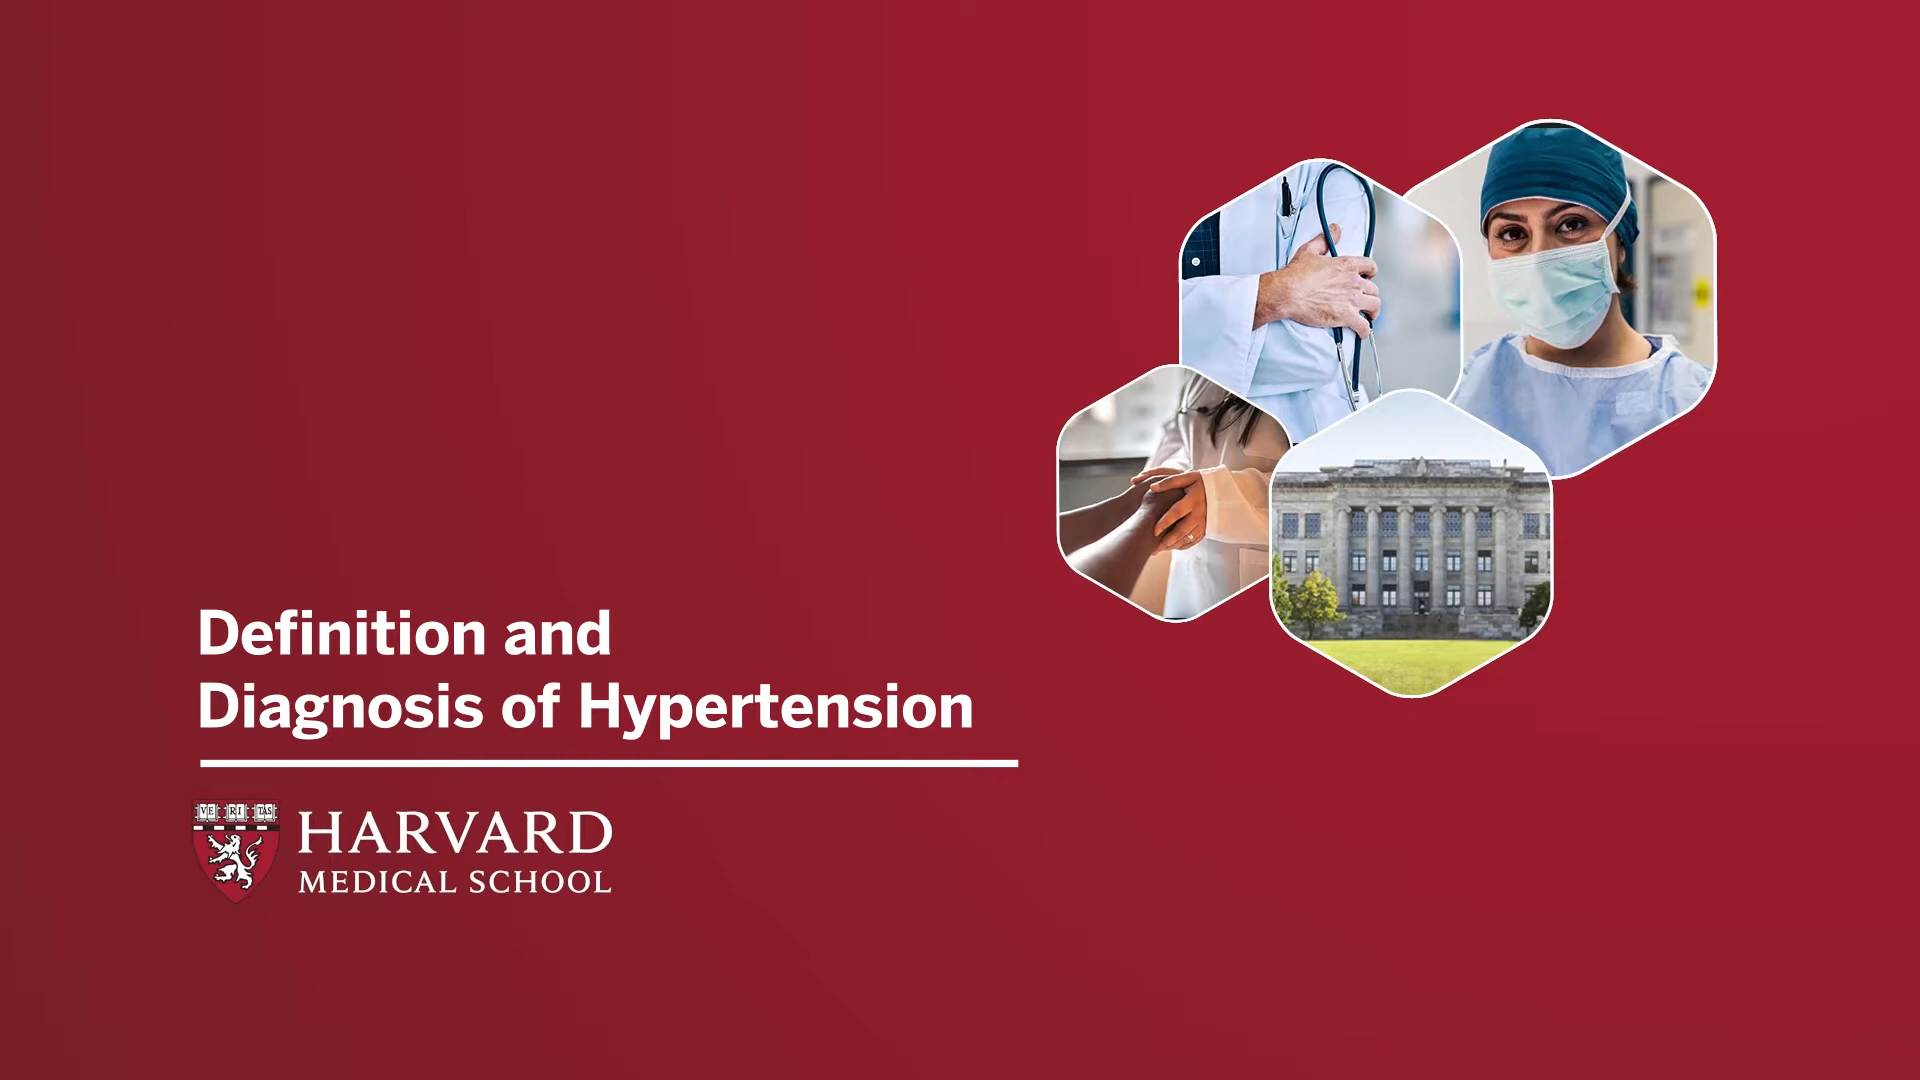 Definition and
Diagnosis of Hypertension
VE RI TAS
HARVARD
MEDICAL SCHOOL